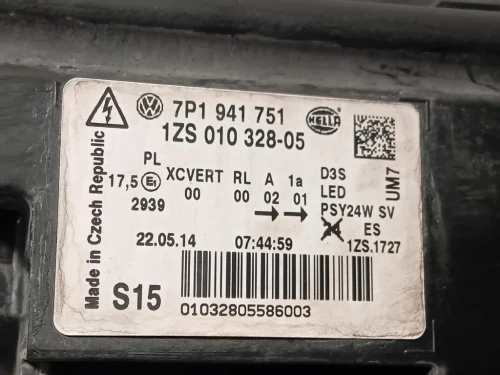 7P1 941 751
HELLA
1ZS 010 328-05
Made in Czech Republic
PL XCVERT RL A 1a D3S
17,5 E1 00 00 02 01 LED
2939 PSY24W SV
ES
22.05.14 07:44:59 1ZS.1727
UM7
S15
01032805586003